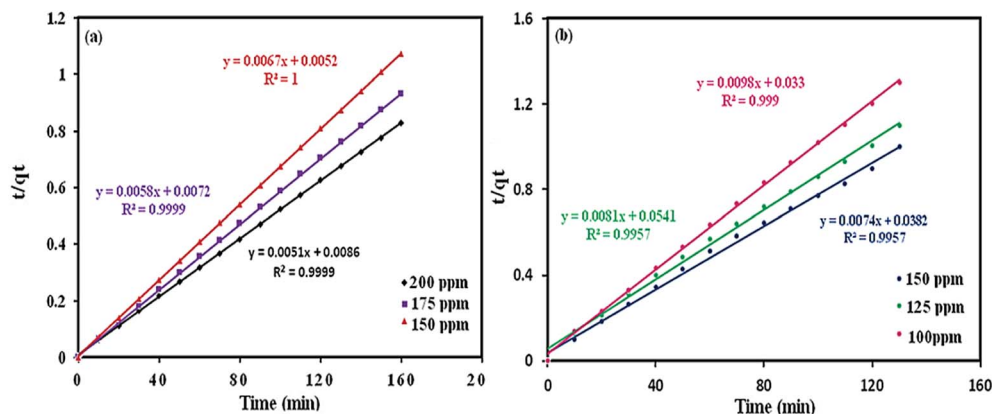 (a)
1.2
1
0.8
0.6
0.4
0.2
0
t/qt
y = 0.0067x + 0.0052
R² = 1
y = 0.0058x + 0.0072
R² = 0.9999
y = 0.0051x + 0.0086
R² = 0.9999
200 ppm
175 ppm
150 ppm
0 40 80 120 160 20
Time (min)
(b)
1.6
1.2
0.8
0.4
0
t/qt
y = 0.0098x + 0.033
R² = 0.999
y = 0.0081x + 0.0541
R² = 0.9957
y = 0.0074x + 0.0382
R² = 0.9957
150 ppm
125 ppm
100ppm
0 40 80 120 160
Time (min)